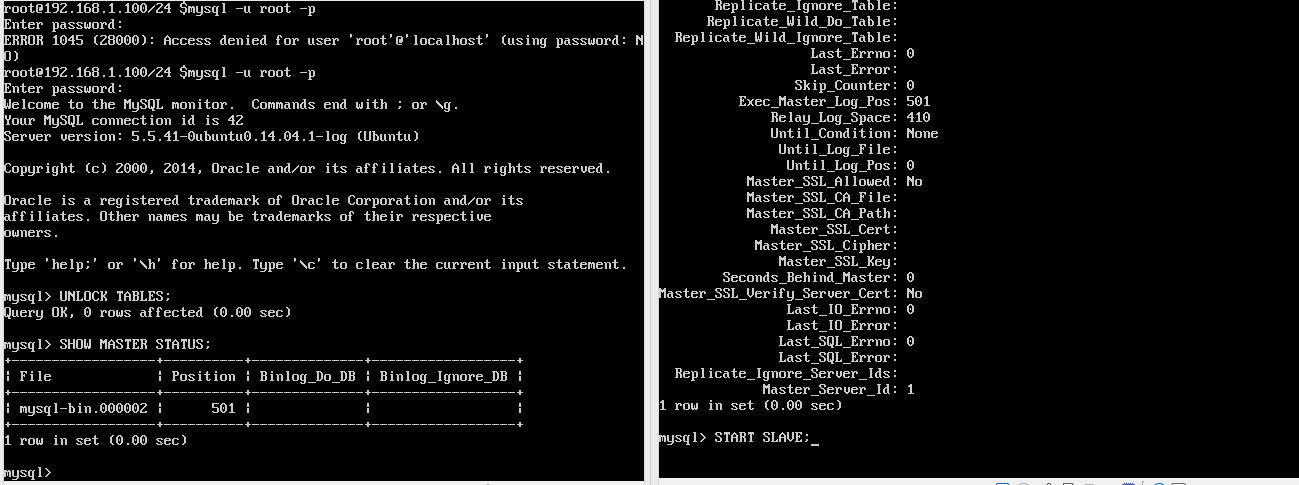 root@192.168.1.100/24 $mysql -u root -p
Enter password:
ERROR 1045 (28000): Access denied for user 'root'@'localhost' (using password: N
O)
root@192.168.1.100/24 $mysql -u root -p
Enter password:
Welcome to the MySQL monitor.  Commands end with ; or \g.
Your MySQL connection id is 42
Server version: 5.5.41-0ubuntu0.14.04.1-log (Ubuntu)
Copyright (c) 2000, 2014, Oracle and/or its affiliates. All rights reserved.
Oracle is a registered trademark of Oracle Corporation and/or its
affiliates. Other names may be trademarks of their respective
owners.
Type 'help;' or '\h' for help. Type '\c' to clear the current input statement.
mysql> UNLOCK TABLES;
Query OK, 0 rows affected (0.00 sec)
mysql> SHOW MASTER STATUS;
+------------------+----------+--------------+------------------+
| File             | Position | Binlog_Do_DB | Binlog_Ignore_DB |
+------------------+----------+--------------+------------------+
| mysql-bin.000002 |      501 |              |                  |
+------------------+----------+--------------+------------------+
1 row in set (0.00 sec)
mysql>
Replicate_Ignore_Table:
Replicate_Wild_Do_Table:
Replicate_Wild_Ignore_Table:
Last_Errno: 0
Last_Error:
Skip_Counter: 0
Exec_Master_Log_Pos: 501
Relay_Log_Space: 410
Until_Condition: None
Until_Log_File:
Until_Log_Pos: 0
Master_SSL_Allowed: No
Master_SSL_CA_File:
Master_SSL_CA_Path:
Master_SSL_Cert:
Master_SSL_Cipher:
Master_SSL_Key:
Seconds_Behind_Master: 0
Master_SSL_Verify_Server_Cert: No
Last_IO_Errno: 0
Last_IO_Error:
Last_SQL_Errno: 0
Last_SQL_Error:
Replicate_Ignore_Server_Ids:
Master_Server_Id: 1
1 row in set (0.00 sec)
mysql> START SLAVE;_